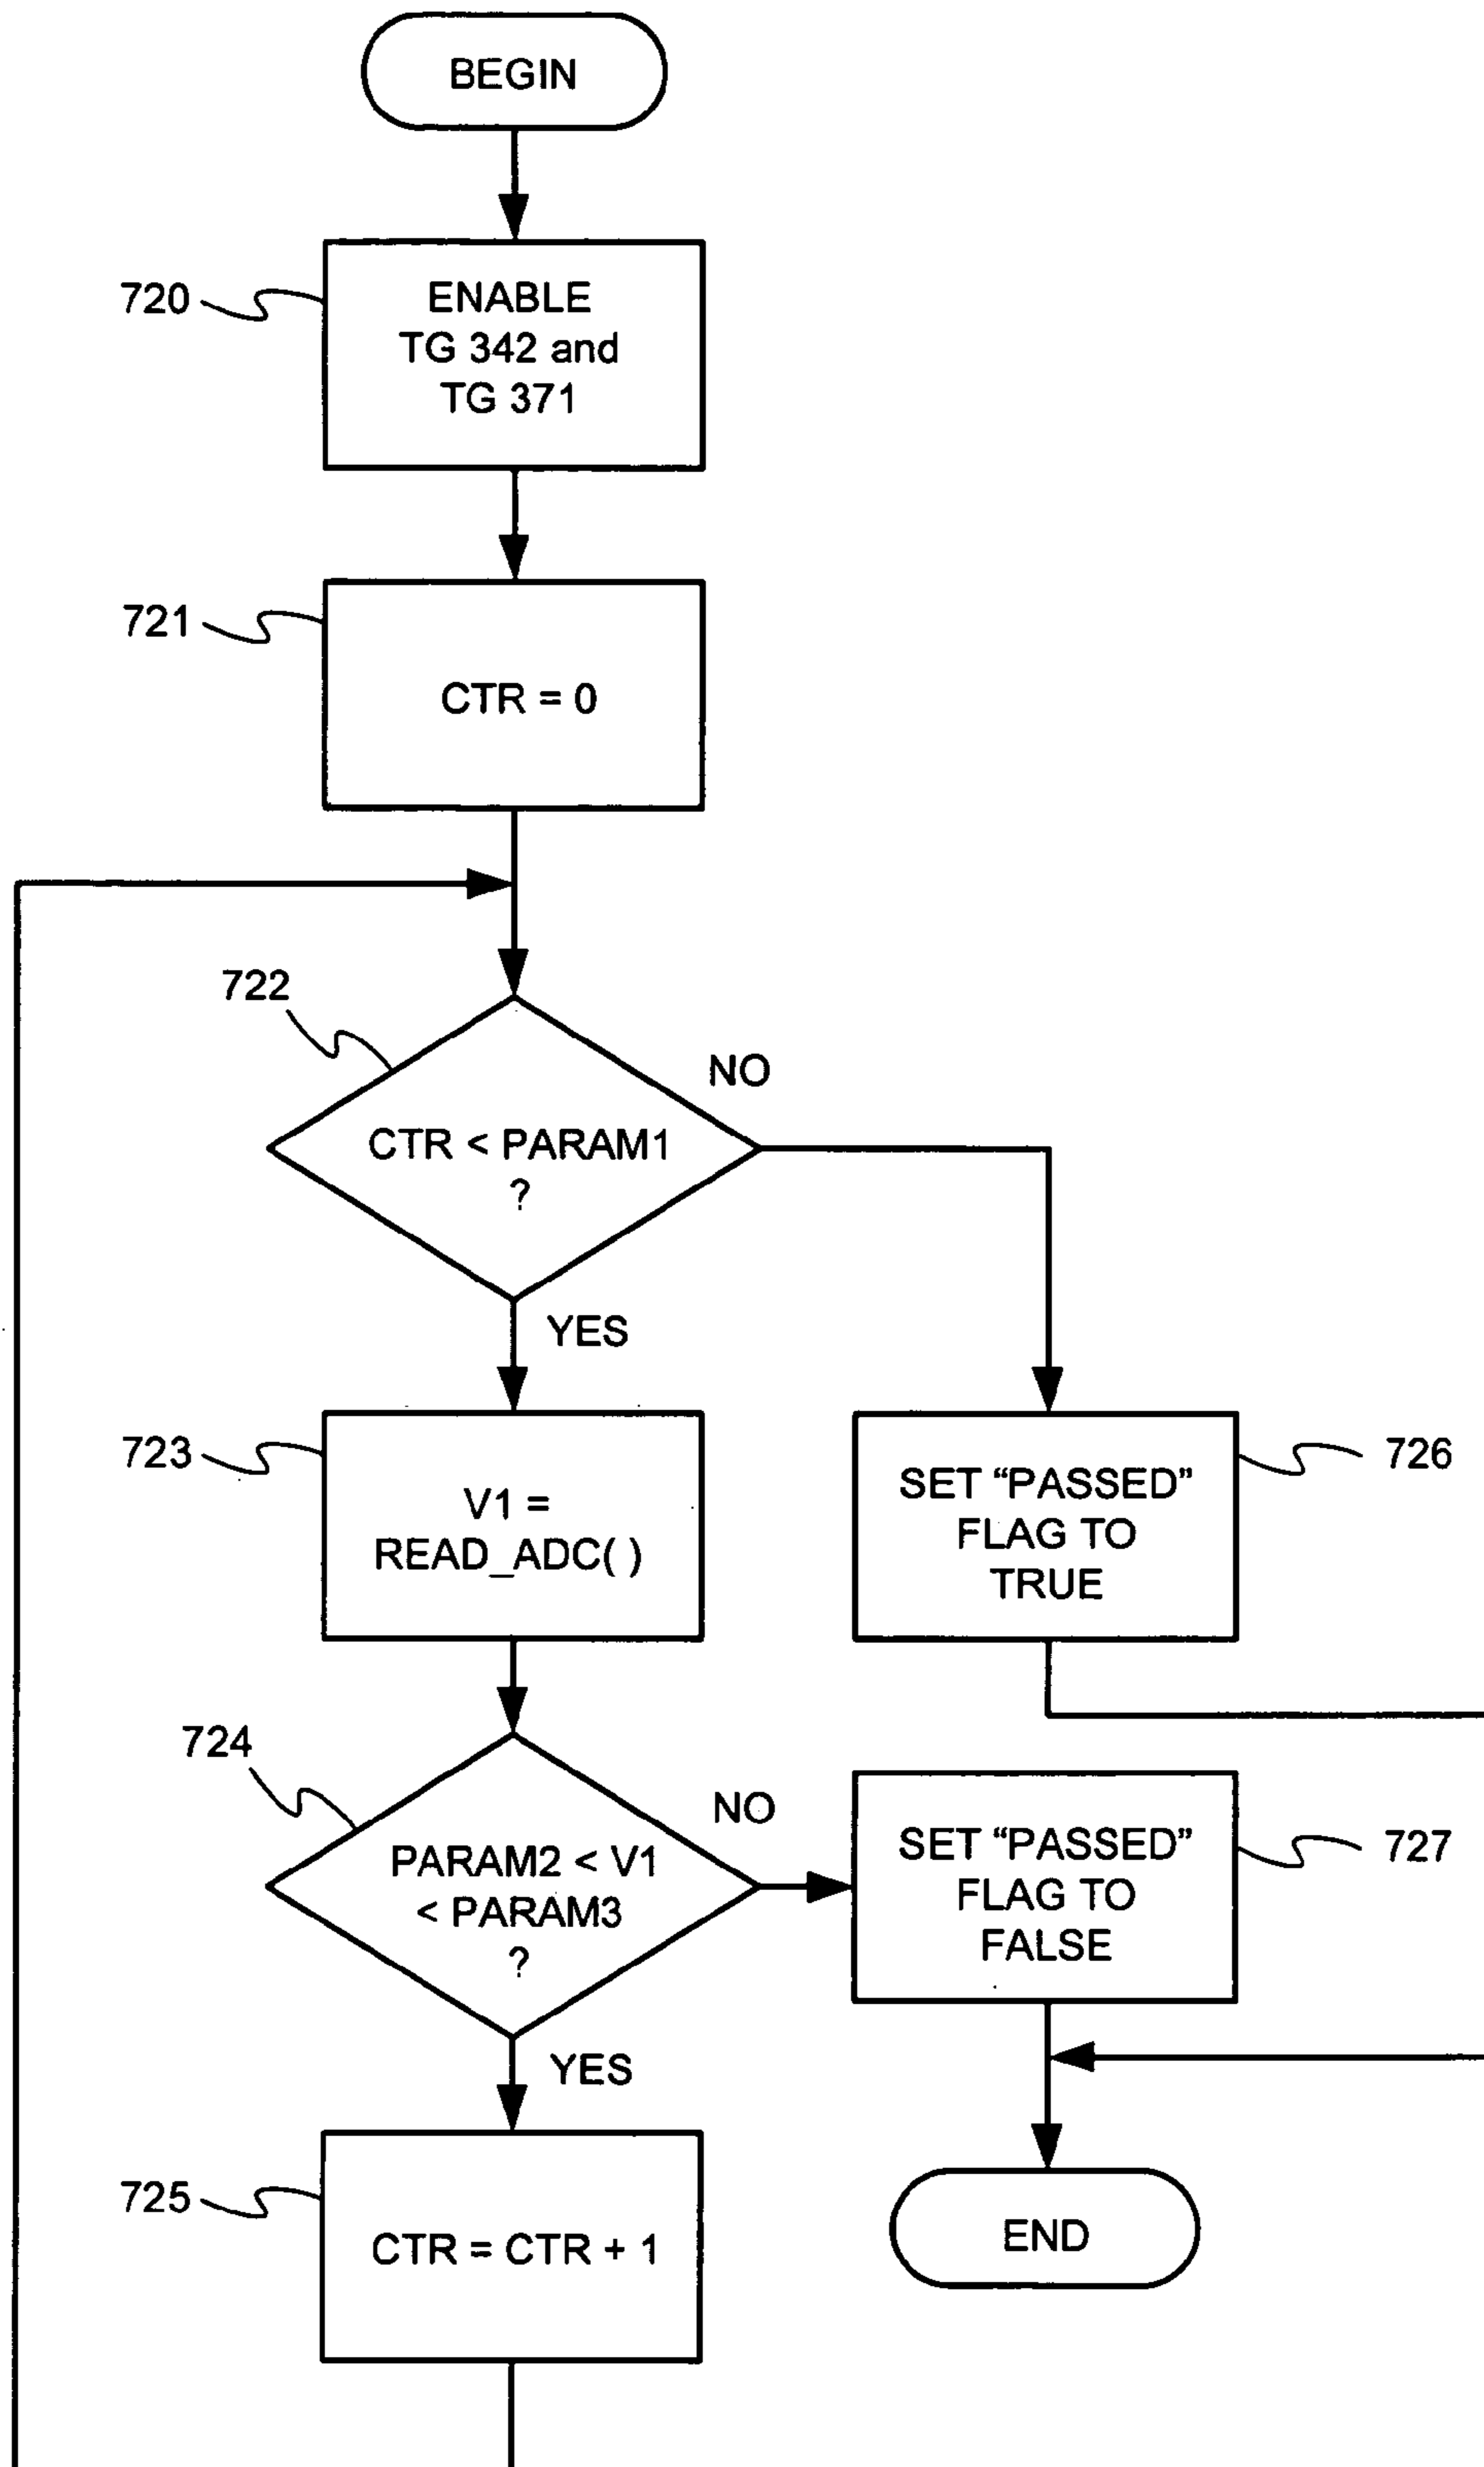 BEGIN
720
ENABLE
TG 342 and
TG 371
721
CTR = 0
722
NO
CTR < PARAM1
?
YES
723
V1 =
READ_ADC( )
726
SET “PASSED”
FLAG TO
TRUE
724
NO
PARAM2 < V1
< PARAM3
?
YES
727
SET “PASSED”
FLAG TO
FALSE
725
CTR = CTR + 1
END